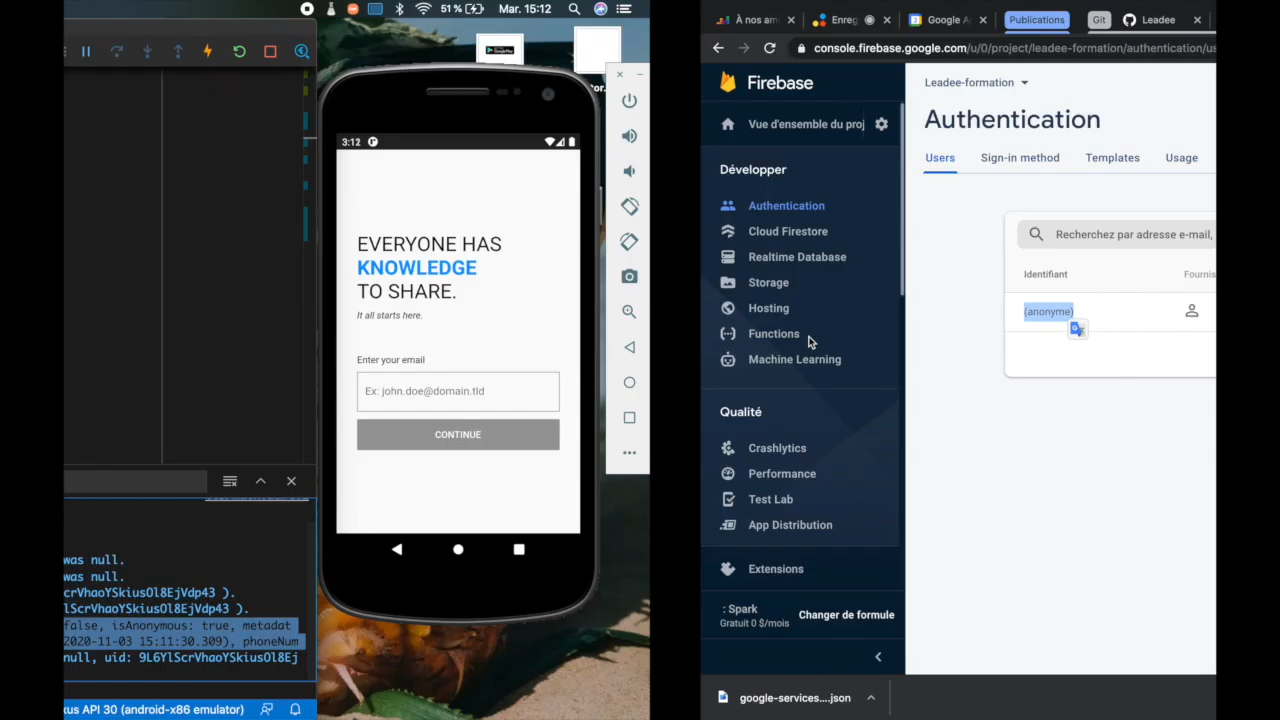 51 %
Mar. 15:12
Google Play
3:12
EVERYONE HAS
KNOWLEDGE
TO SHARE.
It all starts here.
Enter your email
Ex: john.doe@domain.tld
CONTINUE
was null.
was null.
scrVhaoYSkiusOl8EjVdp43 ).
lScrVhaoYSkiusOl8EjVdp43 ).
false, isAnonymous: true, metadat
2020-11-03 15:11:30.309), phoneNum
null, uid: 9L6YlScrVhaoYSkiusOl8Ej
xus API 30 (android-x86 emulator)
À nos am
Enreg
Google A
Publications
Git
Leadee
console.firebase.google.com/u/0/project/leadee-formation/authentication/us
Firebase
Vue d'ensemble du proj
Développer
Authentication
Cloud Firestore
Realtime Database
Storage
Hosting
Functions
Machine Learning
Qualité
Crashlytics
Performance
Test Lab
App Distribution
Extensions
: Spark
Gratuit 0 $/mois)
Changer de formule
Leadee-formation
Authentication
Users
Sign-in method
Templates
Usage
Recherchez par adresse e-mail,
Identifiant
Fournis
(anonyme)
google-services....json